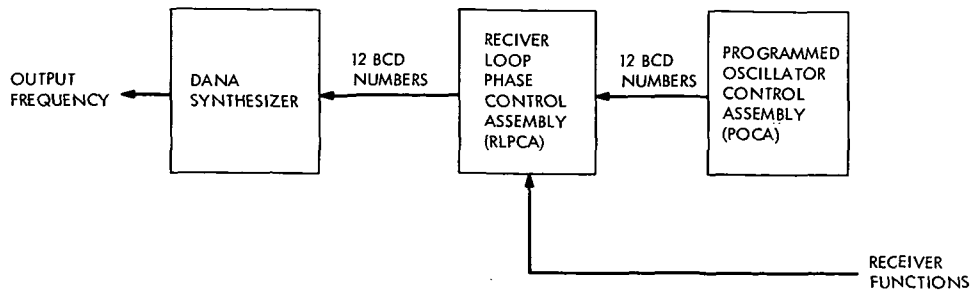 OUTPUT
FREQUENCY
DANA
SYNTHESIZER
12 BCD
NUMBERS
RECIVER
LOOP
PHASE
CONTROL
ASSEMBLY
(RLPCA)
12 BCD
NUMBERS
PROGRAMMED
OSCILLATOR
CONTROL
ASSEMBLY
(POCA)
RECEIVER
FUNCTIONS